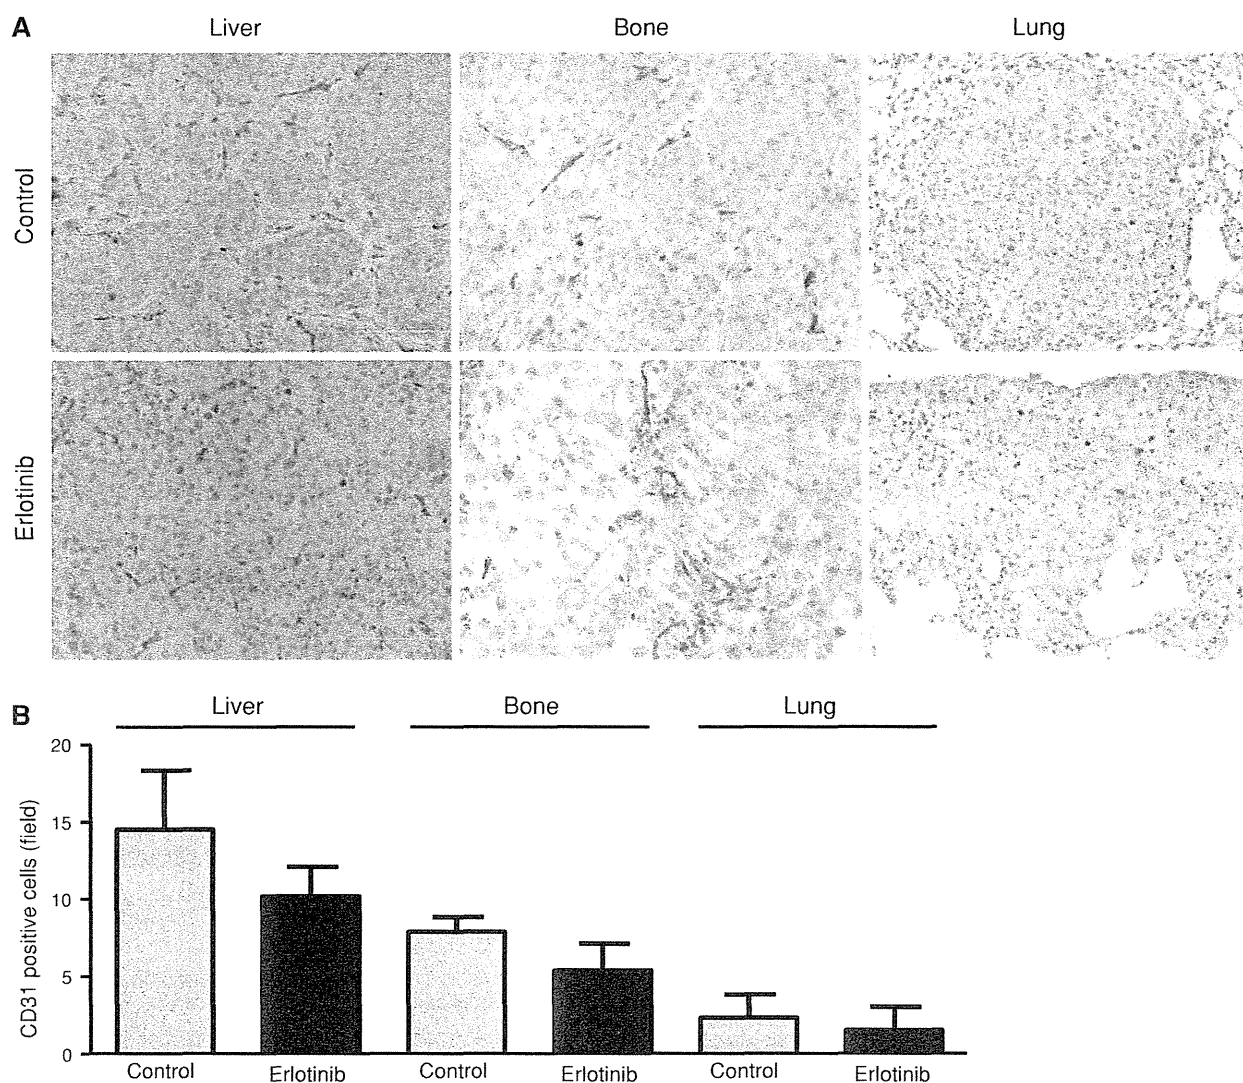 A
Liver Bone Lung
Control
Erlotinib
B
Liver Bone Lung
CD31 positive cells (field)
20
15
10
5
0
Control Erlotinib Control Erlotinib Control Erlotinib